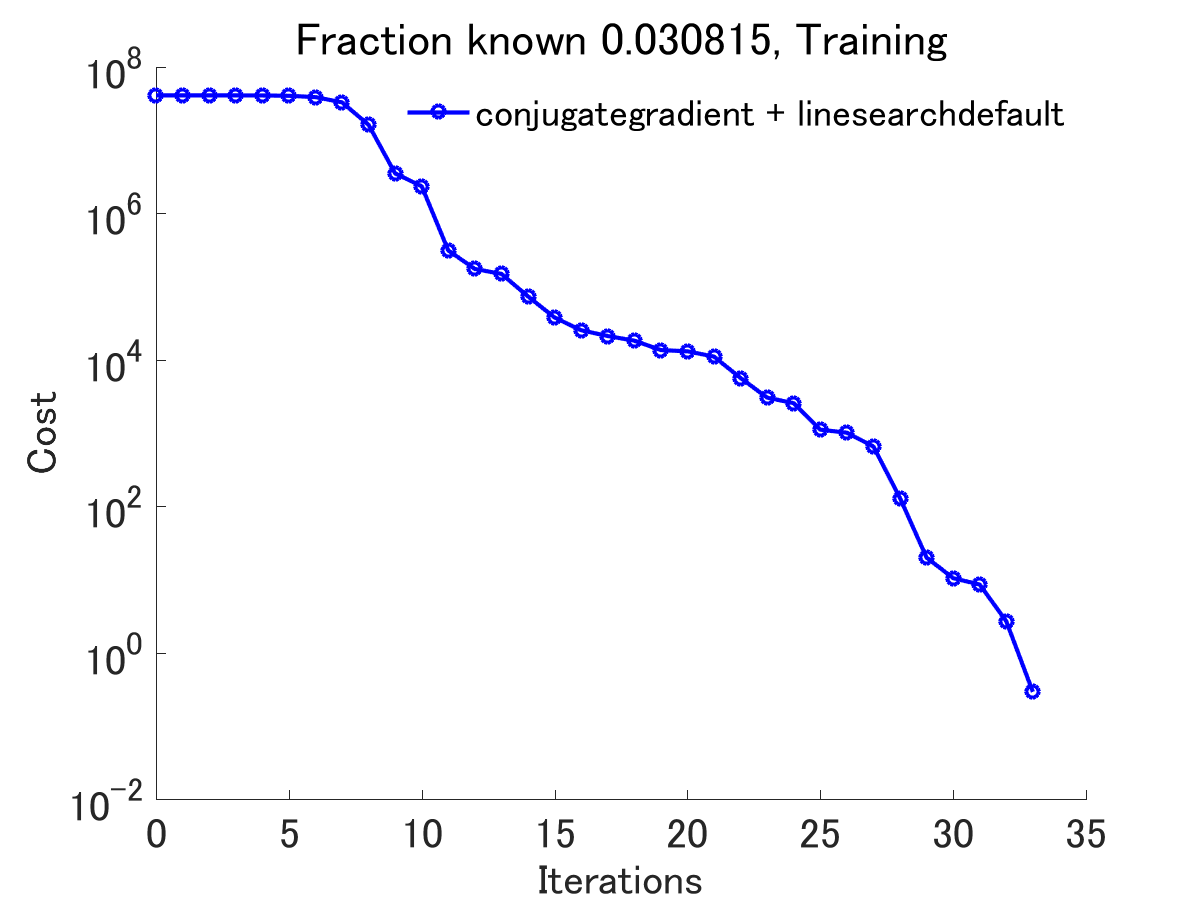 Fraction known 0.030815, Training
conjugategradient + linesearchdefault
10^8
10^6
10^4
10^2
10^0
10^-2
Cost
0 5 10 15 20 25 30 35
Iterations